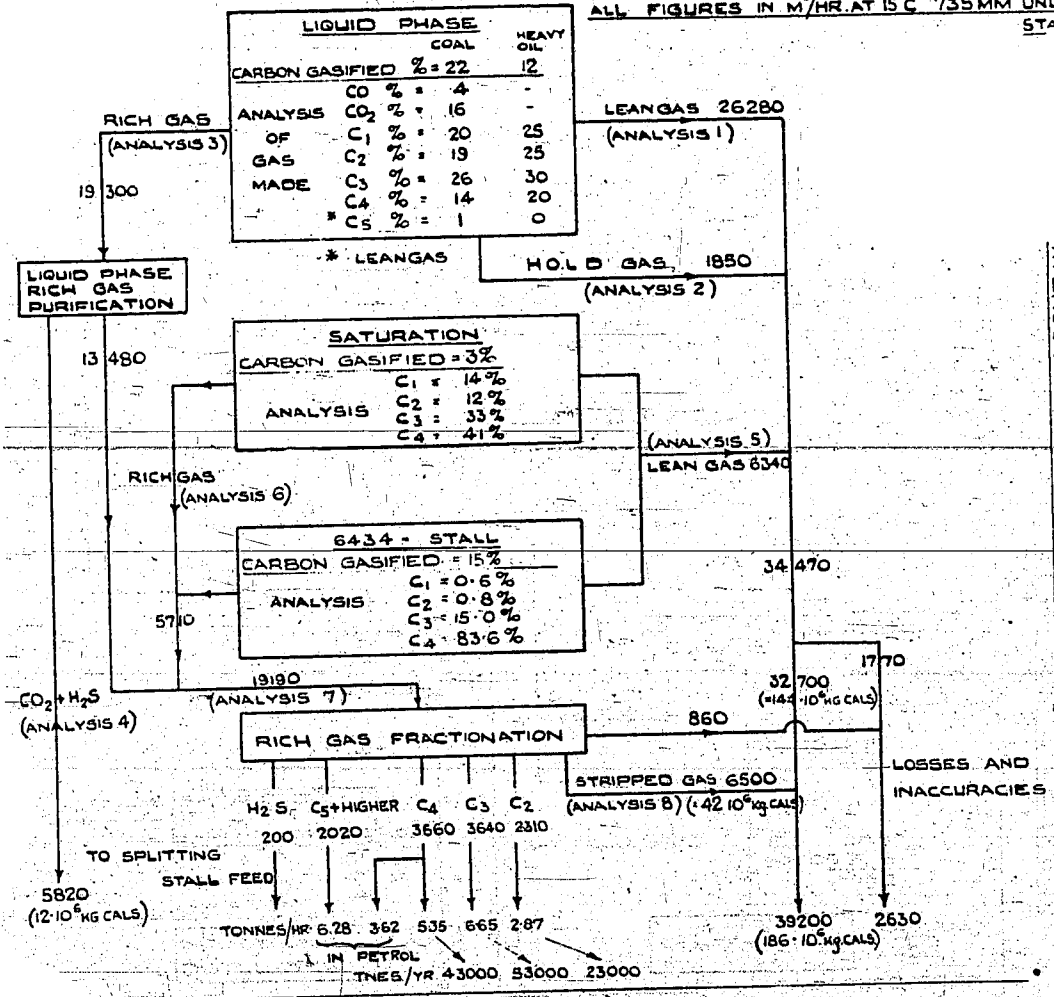 ALL FIGURES IN M³/HR. AT 15 C 735 MM
STA
LIQUID PHASE
COAL HEAVY OIL
CARBON GASIFIED % = 22 12
ANALYSIS OF GAS MADE
CO % = 4 -
CO₂ % = 16 -
C₁ % = 20 25
C₂ % = 19 25
C₃ % = 26 30
C₄ % = 14 20
* C₅ % = 1 0
* LEANGAS
RICH GAS
(ANALYSIS 3)
19 300
LEANGAS 26280
(ANALYSIS 1)
HOLD GAS, 1850
(ANALYSIS 2)
LIQUID PHASE
RICH GAS
PURIFICATION
13 480
SATURATION
CARBON GASIFIED = 3%
ANALYSIS
C₁ = 14 %
C₂ = 12 %
C₃ = 33 %
C₄ = 41 %
RICH GAS
(ANALYSIS 6)
(ANALYSIS 5)
LEAN GAS 6340
6434 - STALL
CARBON GASIFIED = 15%
ANALYSIS
C₁ = 0.6 %
C₂ = 0.8 %
C₃ = 15.0 %
C₄ = 83.6 %
34 470
5710
1770
32 700
(=144·10⁶ KG CALS)
19190
(ANALYSIS 7)
CO₂ + H₂S
(ANALYSIS 4)
RICH GAS FRACTIONATION
860
STRIPPED GAS 6500
(ANALYSIS 8) (=42 10⁶ kg.CALS)
LOSSES AND
INACCURACIES
H₂S C₅+HIGHER C₄ C₃ C₂
200 2020 3660 3640 2310
TO SPLITTING
STALL FEED
5820
(12·10⁶ KG CALS)
TONNES/HR 6.28 3.62 5.35 6.65 2.87
IN PETROL
TNES/YR. 43000 53000 23000
39200 2630
(186·10⁶ kg.CALS)